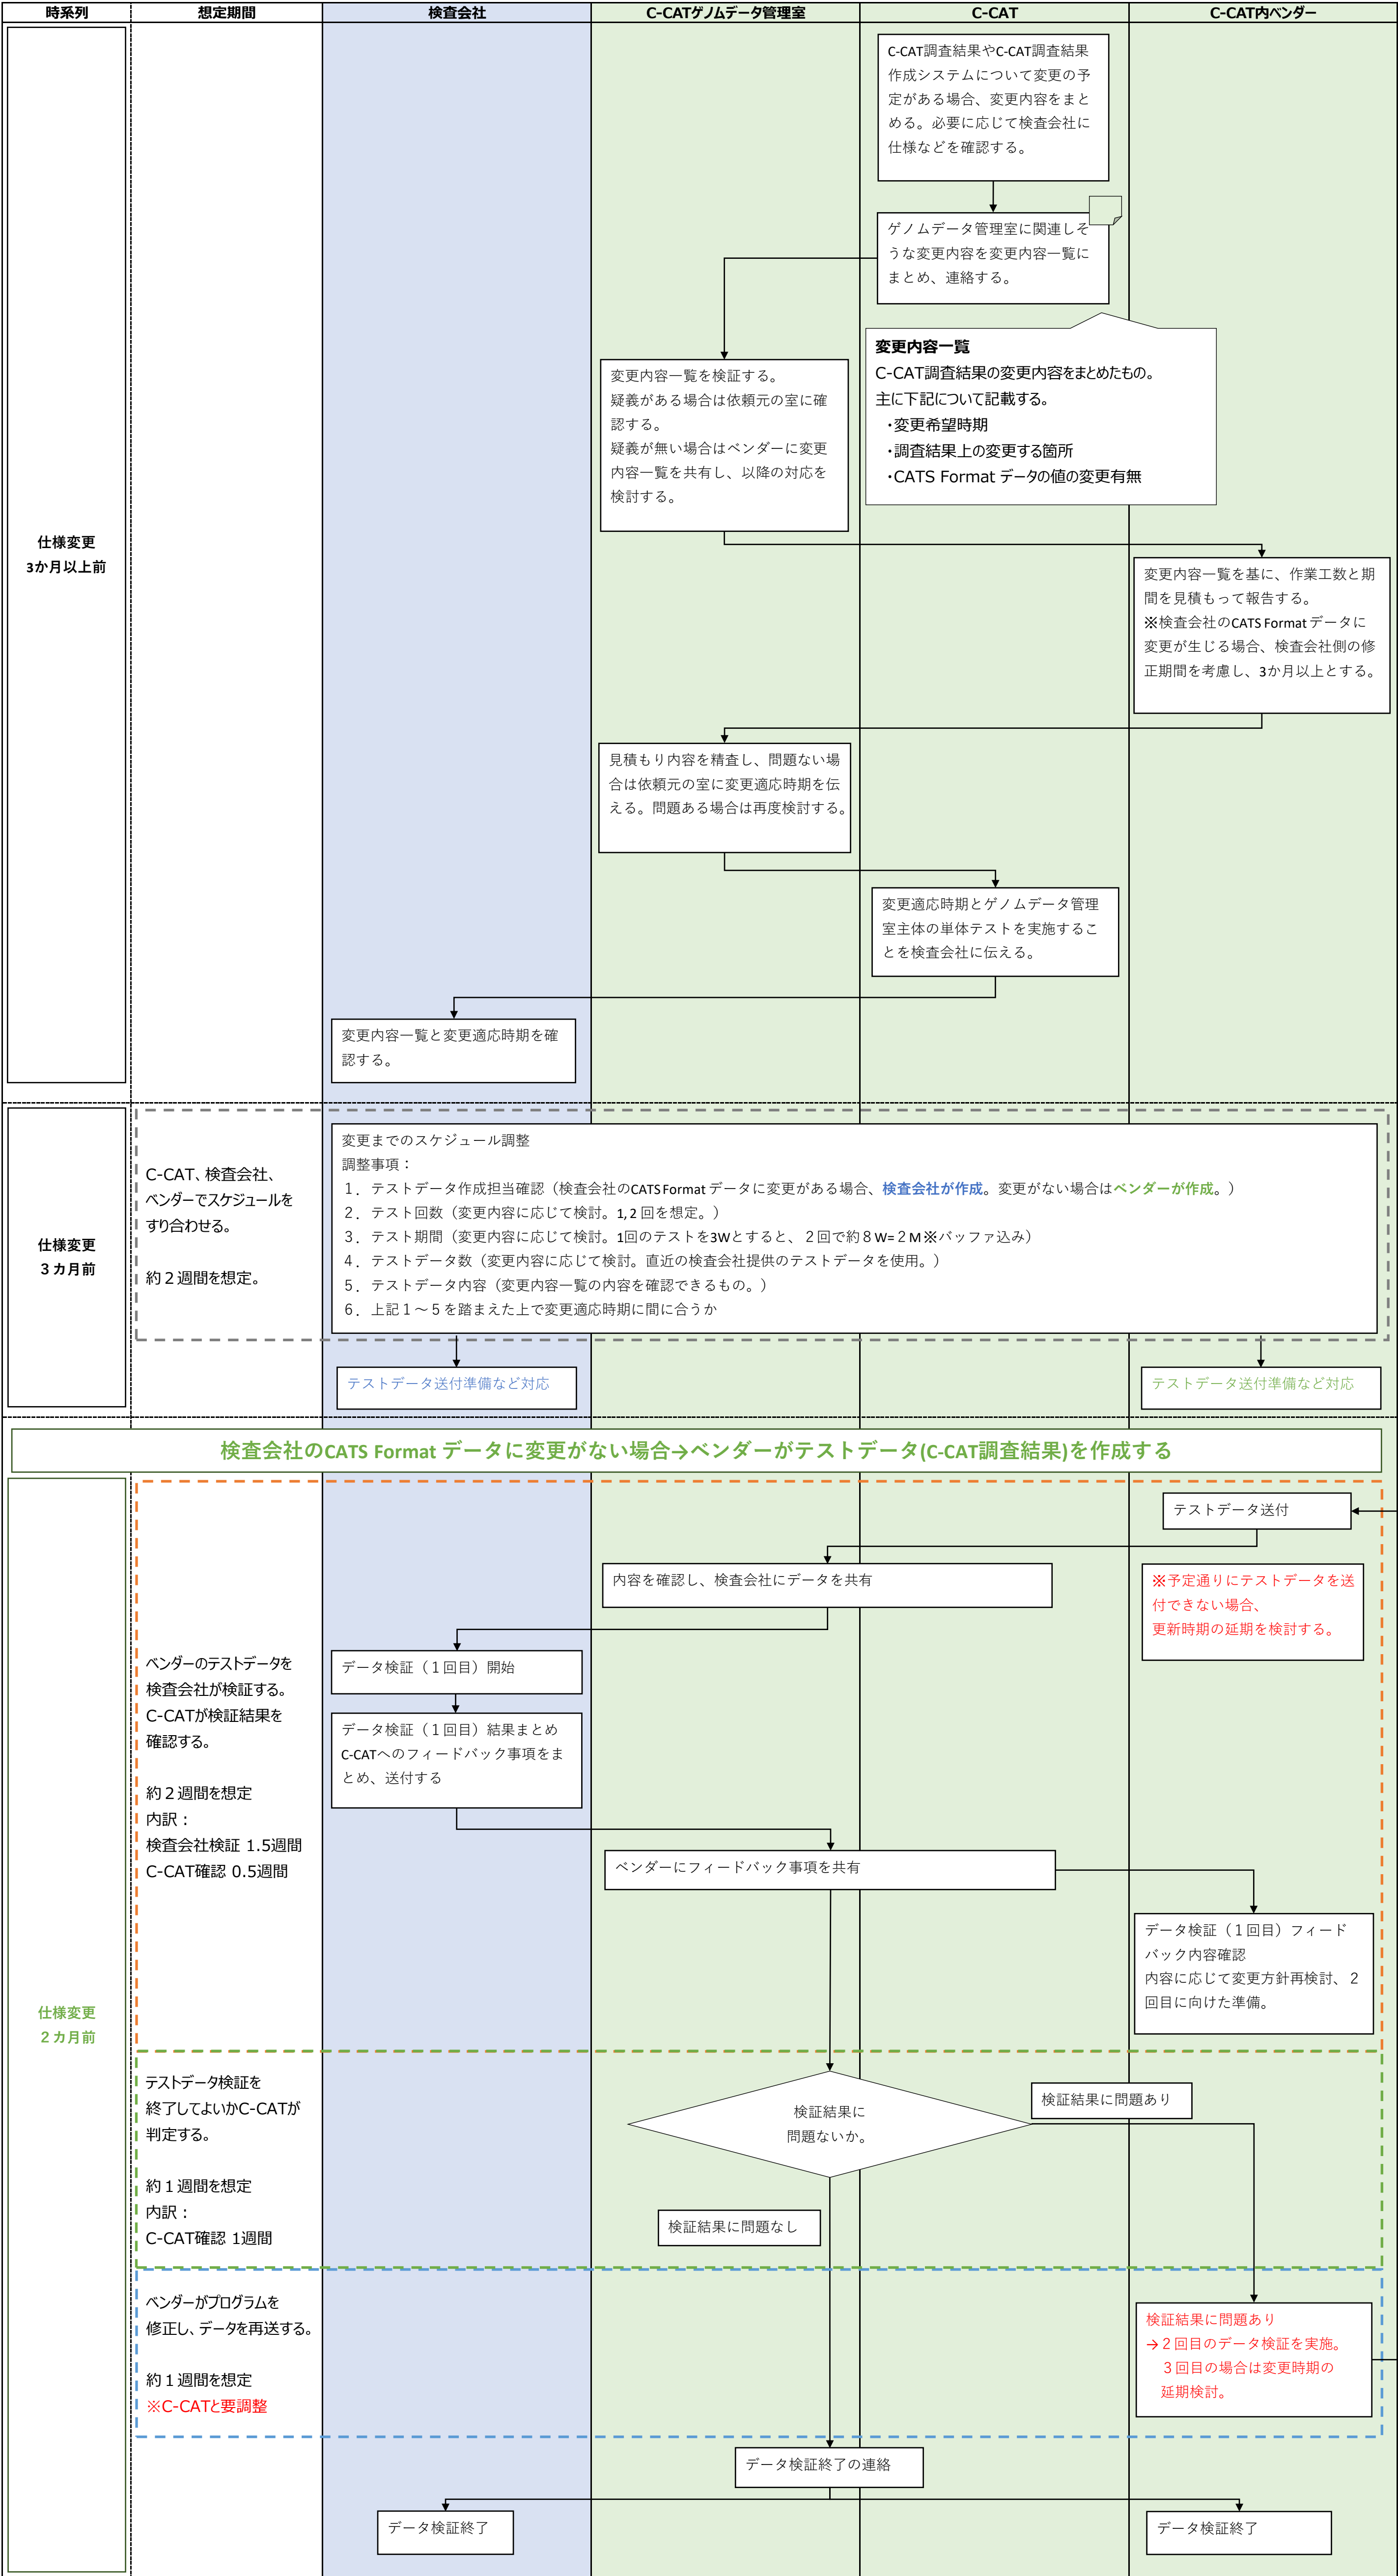 時系列
想定期間
検査会社
C-CATゲノムデータ管理室
C-CAT
C-CAT内ベンダー
C-CAT調査結果やC-CAT調査結果
作成システムについて変更の予
定がある場合、変更内容をまと
める。必要に応じて検査会社に
仕様などを確認する。
ゲノムデータ管理室に関連しそ
うな変更内容を変更内容一覧に
まとめ、連絡する。
変更内容一覧
C-CAT調査結果の変更内容をまとめたもの。
主に下記について記載する。
・変更希望時期
・調査結果上の変更する箇所
・CATS Format データの値の変更有無
変更内容一覧を検証する。
疑義がある場合は依頼元の室に確
認する。
疑義が無い場合はベンダーに変更
内容一覧を共有し、以降の対応を
検討する。
仕様変更
3か月以上前
変更内容一覧を基に、作業工数と期
間を見積もって報告する。
※検査会社のCATS Format データに
変更が生じる場合、検査会社側の修
正期間を考慮し、3か月以上とする。
見積もり内容を精査し、問題ない場
合は依頼元の室に変更適応時期を伝
える。問題ある場合は再度検討する。
変更適応時期とゲノムデータ管理
室主体の単体テストを実施するこ
とを検査会社に伝える。
変更内容一覧と変更適応時期を確
認する。
仕様変更
３カ月前
C-CAT、検査会社、
ベンダーでスケジュールを
すり合わせる。
約２週間を想定。
変更までのスケジュール調整
調整事項：
１．テストデータ作成担当確認（検査会社のCATS Format データに変更がある場合、検査会社が作成。変更がない場合はベンダーが作成。）
２．テスト回数（変更内容に応じて検討。1, 2 回を想定。）
３．テスト期間（変更内容に応じて検討。1回のテストを3Wとすると、２回で約８W=２M ※バッファ込み）
４．テストデータ数（変更内容に応じて検討。直近の検査会社提供のテストデータを使用。）
５．テストデータ内容（変更内容一覧の内容を確認できるもの。）
６．上記１～５を踏まえた上で変更適応時期に間に合うか
テストデータ送付準備など対応
テストデータ送付準備など対応
検査会社のCATS Format データに変更がない場合→ベンダーがテストデータ(C-CAT調査結果)を作成する
仕様変更
２カ月前
テストデータ送付
内容を確認し、検査会社にデータを共有
※予定通りにテストデータを送
付できない場合、
更新時期の延期を検討する。
ベンダーのテストデータを
検査会社が検証する。
C-CATが検証結果を
確認する。
約２週間を想定
内訳：
検査会社検証 1.5週間
C-CAT確認 0.5週間
データ検証（１回目）開始
データ検証（１回目）結果まとめ
C-CATへのフィードバック事項をま
とめ、送付する
ベンダーにフィードバック事項を共有
データ検証（１回目）フィード
バック内容確認
内容に応じて変更方針再検討、２
回目に向けた準備。
テストデータ検証を
終了してよいかC-CATが
判定する。
約１週間を想定
内訳：
C-CAT確認 1週間
検証結果に
問題ないか。
検証結果に問題あり
検証結果に問題なし
ベンダーがプログラムを
修正し、データを再送する。
約１週間を想定
※C-CATと要調整
検証結果に問題あり
→２回目のデータ検証を実施。
３回目の場合は変更時期の
延期検討。
データ検証終了の連絡
データ検証終了
データ検証終了